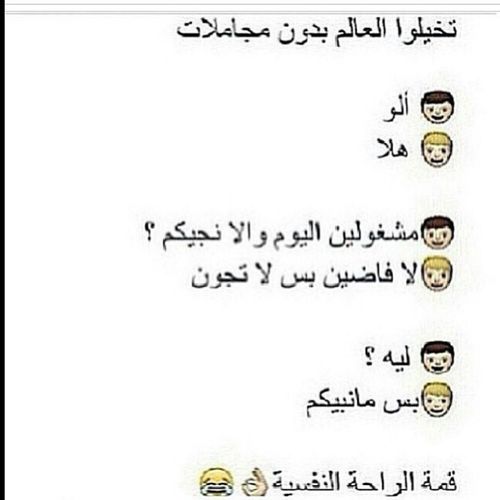 تخيلوا العالم بدون مجاملات
👦🏻 ألو
👦🏼 هلا
👦🏻مشغولين اليوم والا نجيكم ؟
👦🏼لا فاضين بس لا تجون
👦🏻 ليه ؟
👦🏼بس مانبيكم
قمة الراحة النفسية👌🏼😂